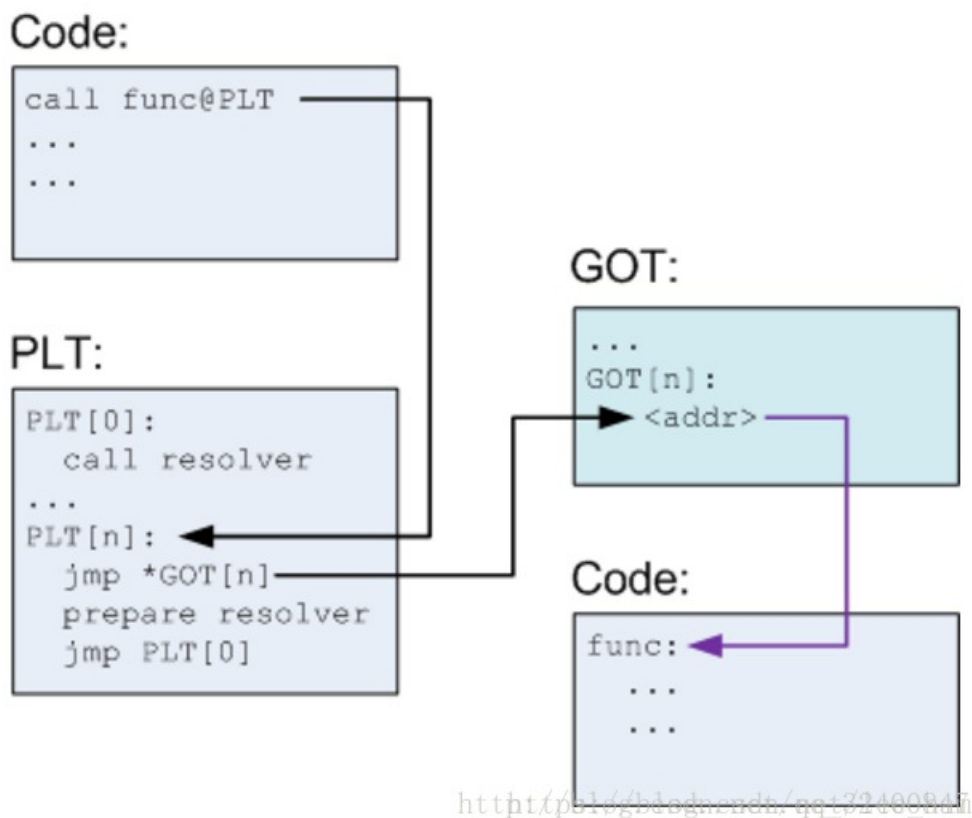 Code:
call func@PLT
...
...
PLT:
PLT[0]:
call resolver
...
PLT[n]:
jmp *GOT[n]
prepare resolver
jmp PLT[0]
GOT:
...
GOT[n]:
<addr>
Code:
func:
...
...